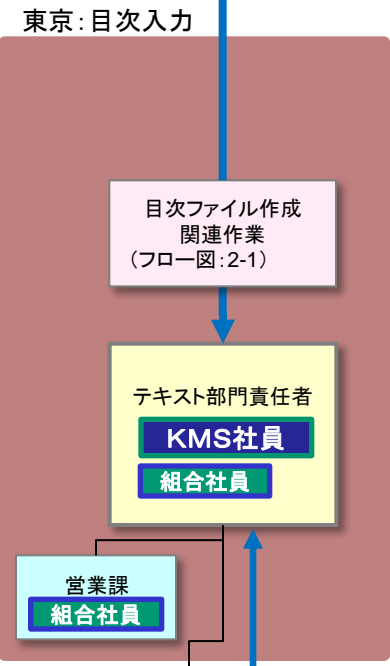 東京:目次入力
目次ファイル作成
関連作業
(フロー図:2-1)
テキスト部門責任者
KMS社員
組合社員
営業課
組合社員